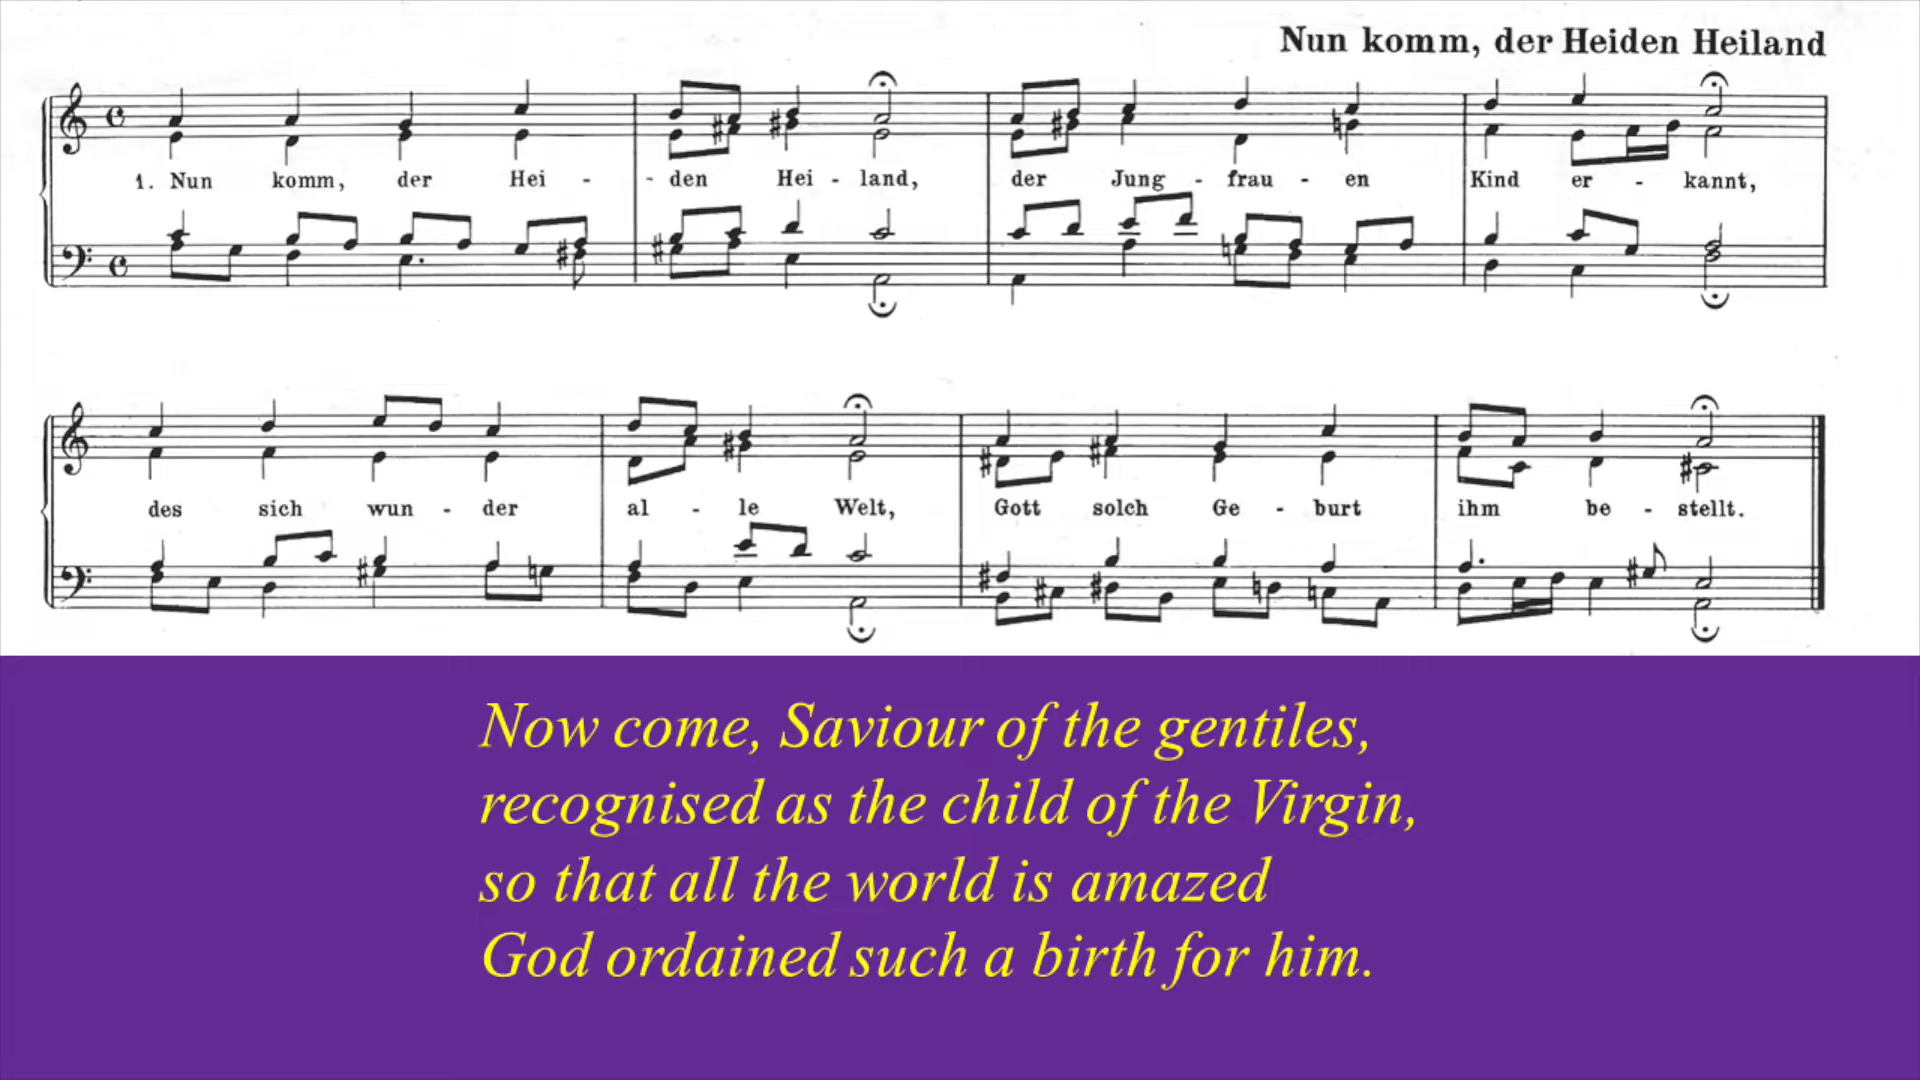 Nun komm, der Heiden Heiland
1. Nun komm, der Hei - - den Hei - land, der Jung - frau - en Kind er - kannt,
des sich wun - der al - le Welt, Gott solch Ge - burt ihm be - stellt.
Now come, Saviour of the gentiles,
recognised as the child of the Virgin,
so that all the world is amazed
God ordained such a birth for him.